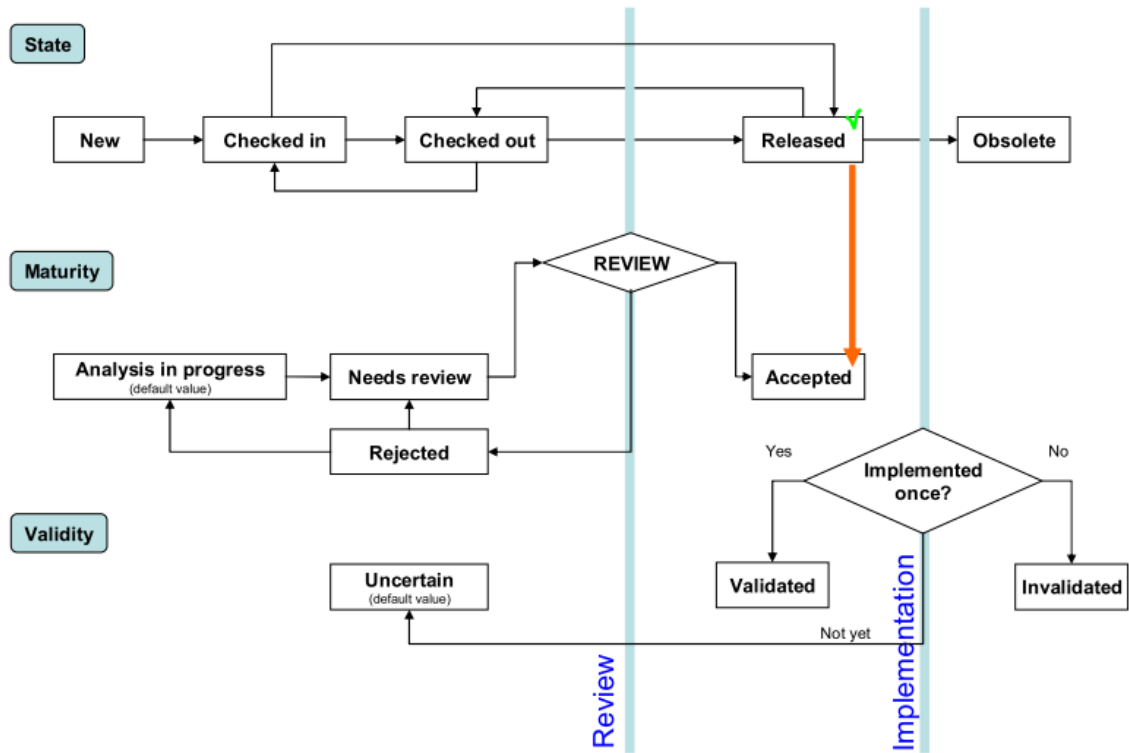 State
New
Checked in
Checked out
Released
Obsolete
Maturity
REVIEW
Analysis in progress
(default value)
Needs review
Accepted
Rejected
Yes
Implemented
once?
No
Validity
Uncertain
(default value)
Validated
Invalidated
Not yet
Review
Implementation